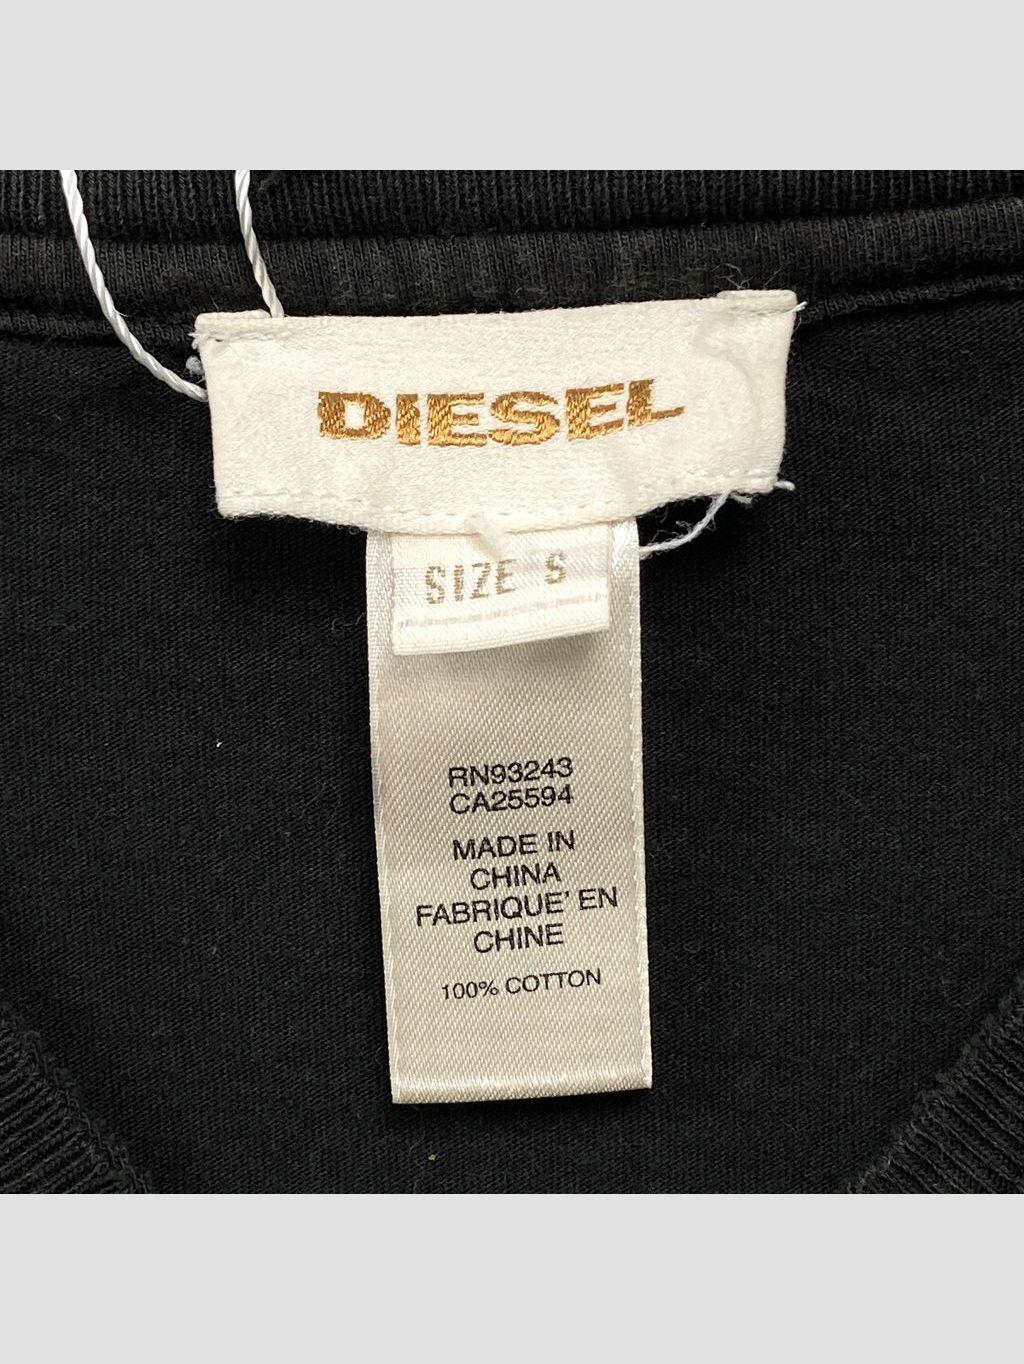 DIESEL
SIZE S
RN93243
CA25594
MADE IN
CHINA
FABRIQUE' EN
CHINE
100% COTTON